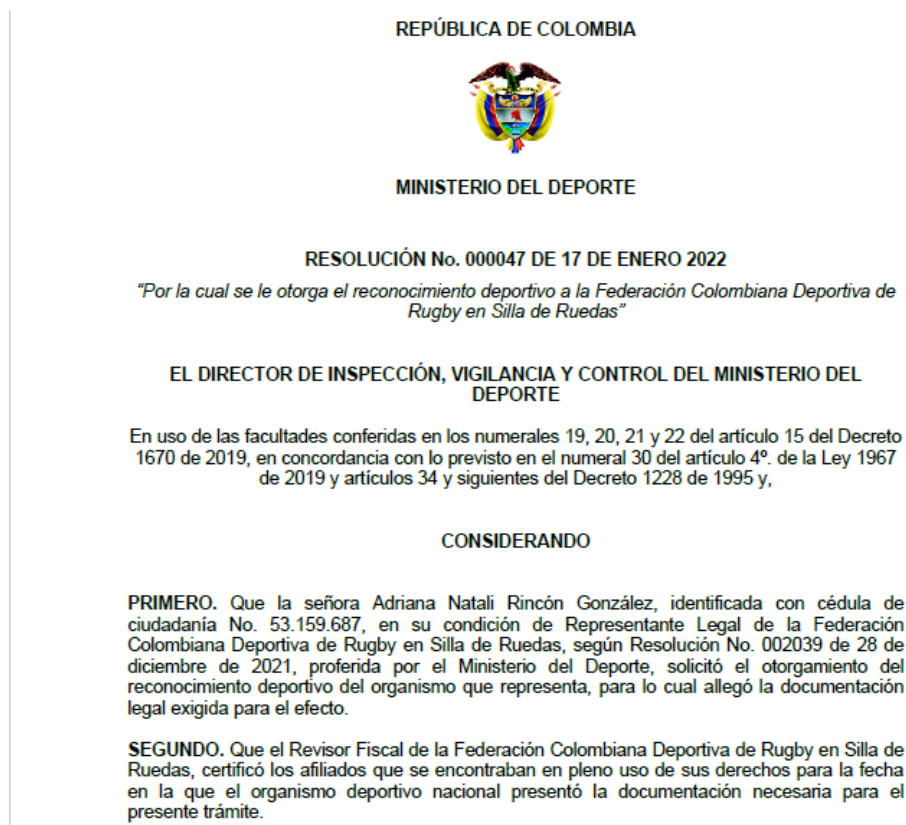 REPÚBLICA DE COLOMBIA
MINISTERIO DEL DEPORTE
RESOLUCIÓN No. 000047 DE 17 DE ENERO 2022
“Por la cual se le otorga el reconocimiento deportivo a la Federación Colombiana Deportiva de
Rugby en Silla de Ruedas”
EL DIRECTOR DE INSPECCIÓN, VIGILANCIA Y CONTROL DEL MINISTERIO DEL
DEPORTE
En uso de las facultades conferidas en los numerales 19, 20, 21 y 22 del artículo 15 del Decreto
1670 de 2019, en concordancia con lo previsto en el numeral 30 del artículo 4º. de la Ley 1967
de 2019 y artículos 34 y siguientes del Decreto 1228 de 1995 y,
CONSIDERANDO
PRIMERO. Que la señora Adriana Natali Rincón González, identificada con cédula de
ciudadanía No. 53.159.687, en su condición de Representante Legal de la Federación
Colombiana Deportiva de Rugby en Silla de Ruedas, según Resolución No. 002039 de 28 de
diciembre de 2021, proferida por el Ministerio del Deporte, solicitó el otorgamiento del
reconocimiento deportivo del organismo que representa, para lo cual allegó la documentación
legal exigida para el efecto.
SEGUNDO. Que el Revisor Fiscal de la Federación Colombiana Deportiva de Rugby en Silla de
Ruedas, certificó los afiliados que se encontraban en pleno uso de sus derechos para la fecha
en la que el organismo deportivo nacional presentó la documentación necesaria para el
presente trámite.